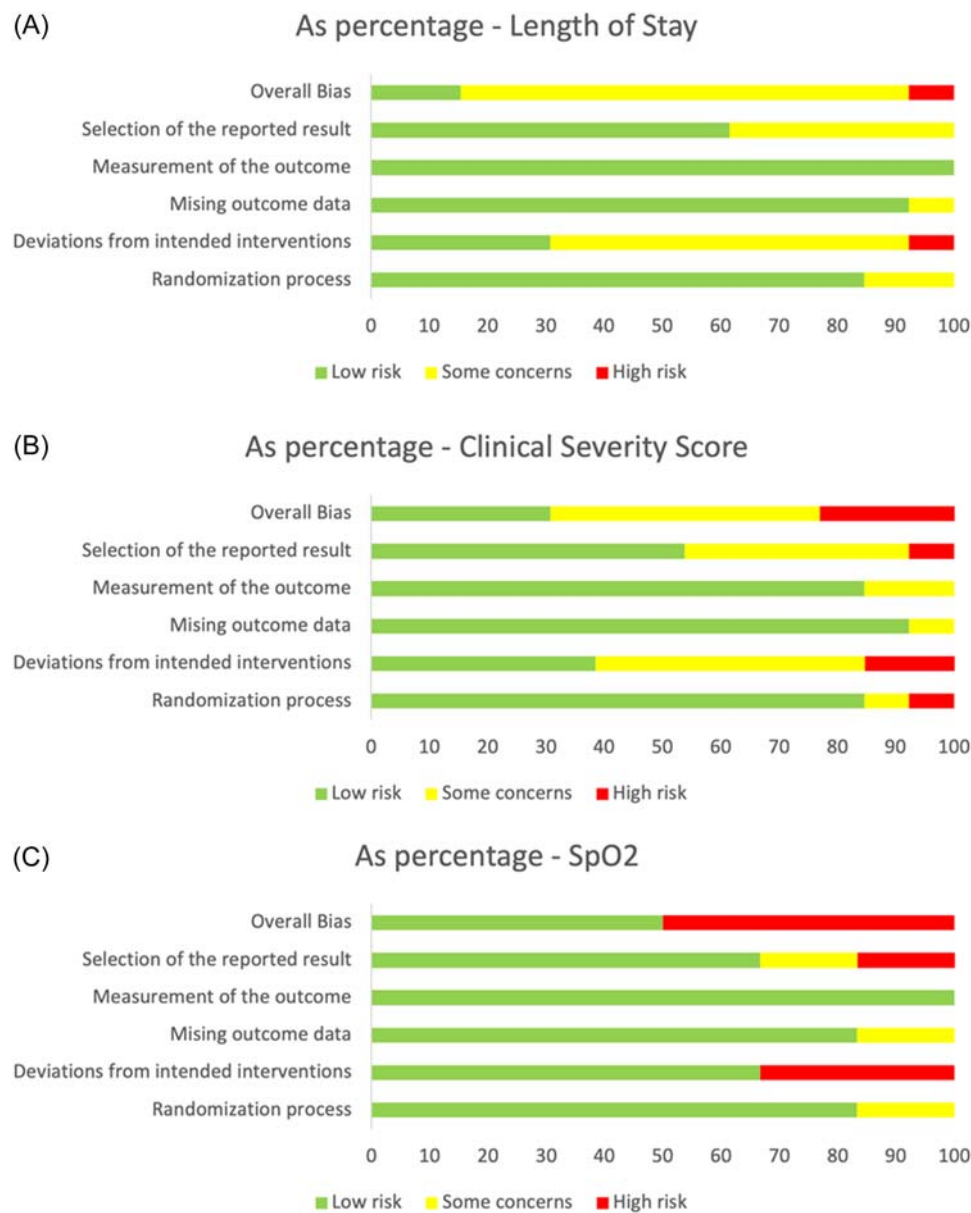 (A)
As percentage - Length of Stay
Overall Bias
Selection of the reported result
Measurement of the outcome
Mising outcome data
Deviations from intended interventions
Randomization process
0 10 20 30 40 50 60 70 80 90 100
Low risk Some concerns High risk
(B)
As percentage - Clinical Severity Score
Overall Bias
Selection of the reported result
Measurement of the outcome
Mising outcome data
Deviations from intended interventions
Randomization process
0 10 20 30 40 50 60 70 80 90 100
Low risk Some concerns High risk
(C)
As percentage - SpO2
Overall Bias
Selection of the reported result
Measurement of the outcome
Mising outcome data
Deviations from intended interventions
Randomization process
0 10 20 30 40 50 60 70 80 90 100
Low risk Some concerns High risk